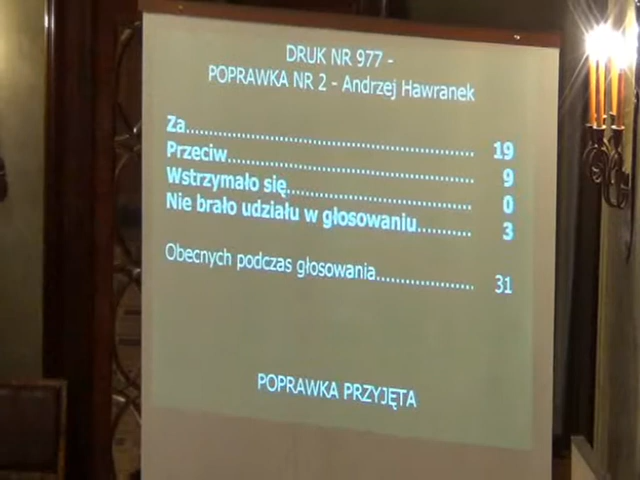 DRUK NR 977 -
POPRAWKA NR 2 - Andrzej Hawranek
Za.......................................................... 19
Przeciw.................................................. 9
Wstrzymało się..................................... 0
Nie brało udziału w głosowaniu.......... 3
Obecnych podczas głosowania................... 31
POPRAWKA PRZYJĘTA